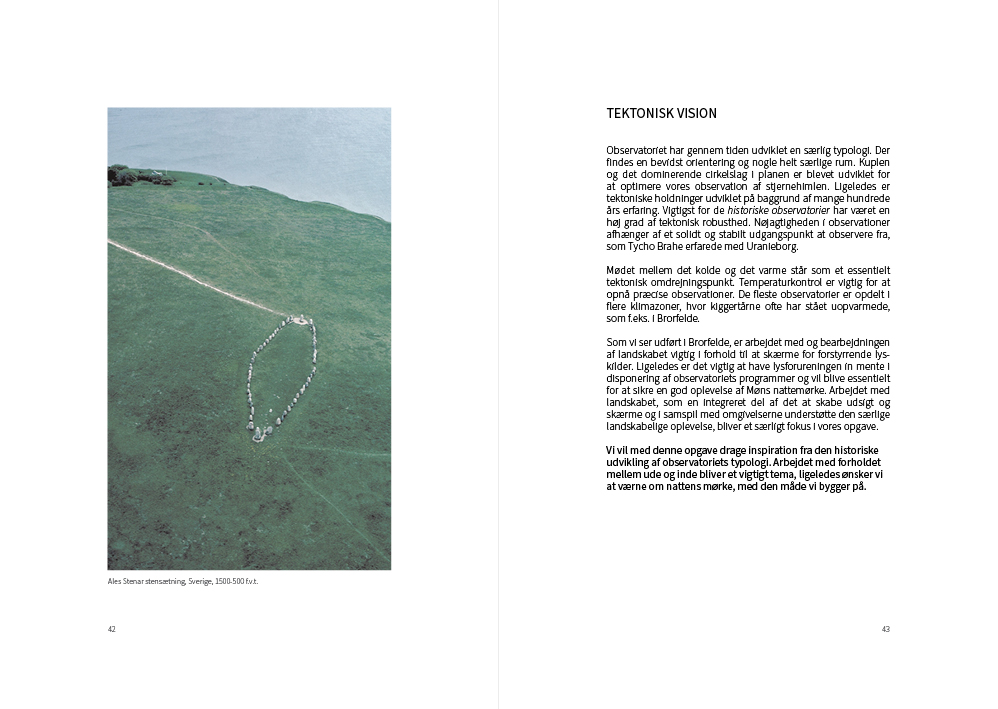 Ales Stenar stensætning, Sverige, 1500-500 f.v.t.
42
TEKTONISK VISION
Observatoriet har gennem tiden udviklet en særlig typologi. Der
findes en bevidst orientering og nogle helt særlige rum. Kuplen
og det dominerende cirkelslag i planen er blevet udviklet for
at optimere vores observation af stjernehimlen. Ligeledes er
tektoniske holdninger udviklet på baggrund af mange hundrede
års erfaring. Vigtigst for de historiske observatorier har været en
høj grad af tektonisk robusthed. Nøjagtigheden i observationer
afhænger af et solidt og stabilt udgangspunkt at observere fra,
som Tycho Brahe erfarede med Uranieborg.
Mødet mellem det kolde og det varme står som et essentielt
tektonisk omdrejningspunkt. Temperaturkontrol er vigtig for at
opnå præcise observationer. De fleste observatorier er opdelt i
flere klimazoner, hvor kiggertårne ofte har stået uopvarmede,
som f.eks. i Brorfelde.
Som vi ser udført i Brorfelde, er arbejdet med og bearbejdningen
af landskabet vigtig i forhold til at skærme for forstyrrende lys-
kilder. Ligeledes er det vigtig at have lysforureningen in mente i
disponering af observatoriets programmer og vil blive essentielt
for at sikre en god oplevelse af Møns nattemørke. Arbejdet med
landskabet, som en integreret del af det at skabe udsigt og
skærme og i samspil med omgivelserne understøtte den særlige
landskabelige oplevelse, bliver et særligt fokus i vores opgave.
Vi vil med denne opgave drage inspiration fra den historiske
udvikling af observatoriets typologi. Arbejdet med forholdet
mellem ude og inde bliver et vigtigt tema, ligeledes ønsker vi
at værne om nattens mørke, med den måde vi bygger på.
43